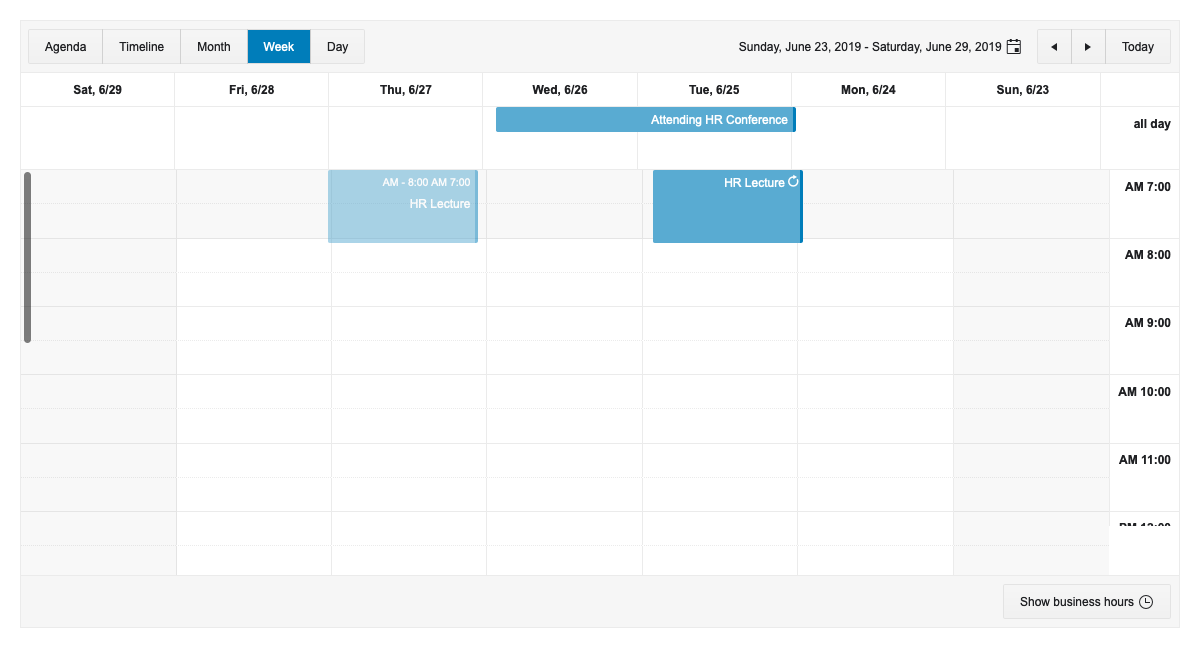 Agenda
Timeline
Month
Week
Day
Sunday, June 23, 2019 - Saturday, June 29, 2019
Today
Sat, 6/29
Fri, 6/28
Thu, 6/27
Wed, 6/26
Tue, 6/25
Mon, 6/24
Sun, 6/23
Attending HR Conference
all day
AM - 8:00 AM 7:00
HR Lecture
HR Lecture
AM 7:00
AM 8:00
AM 9:00
AM 10:00
AM 11:00
PM 12:00
Show business hours